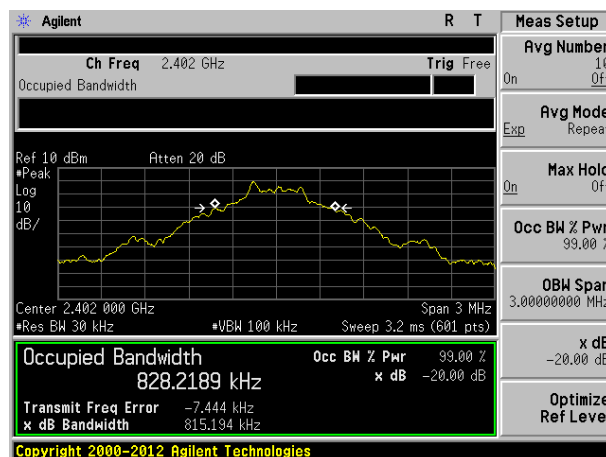 Agilent R T
Meas Setup
Avg Number
10
On Off
Ch Freq 2.402 GHz Trig Free
Occupied Bandwidth
Avg Mode
Exp Repeat
Ref 10 dBm Atten 20 dB
#Peak
Log
10
dB/
Max Hold
On Off
Occ BW % Pwr
99.00 %
OBW Span
3.00000000 MHz
Center 2.402 000 GHz Span 3 MHz
#Res BW 30 kHz #VBW 100 kHz Sweep 3.2 ms (601 pts)
Occupied Bandwidth
828.2189 kHz
Occ BW % Pwr 99.00 %
x dB -20.00 dB
x dB
-20.00 dB
Transmit Freq Error -7.444 kHz
x dB Bandwidth 815.194 kHz
Optimize
Ref Level
Copyright 2000-2012 Agilent Technologies